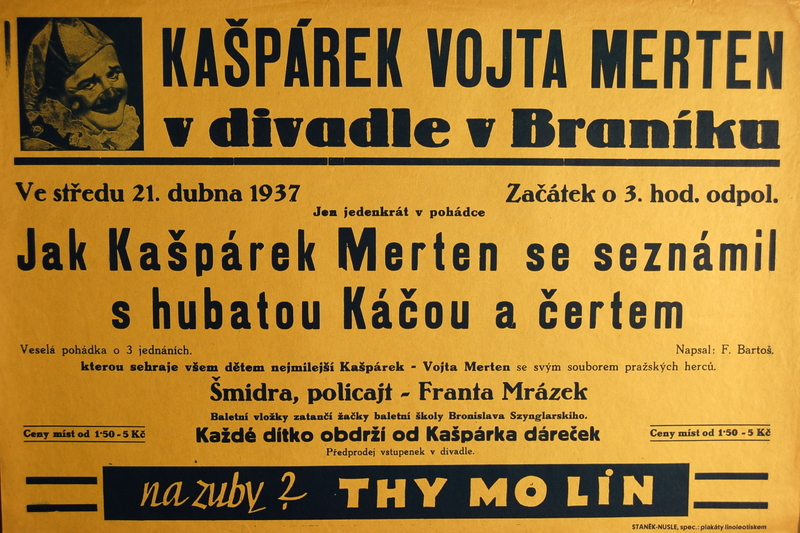 KAŠPÁREK VOJTA MERTEN
v divadle v Braníku
Ve středu 21. dubna 1937
Začátek o 3. hod. odpol.
Jen jedenkrát v pohádce
Jak Kašpárek Merten se seznámil
s hubatou Káčou a čertem
Veselá pohádka o 3 jednáních.
Napsal: F. Bartoš.
kterou sehraje všem dětem nejmilejší Kašpárek - Vojta Merten se svým souborem pražských herců.
Šmidra, policajt - Franta Mrázek
Baletní vložky zatančí žačky baletní školy Bronislava Szynglarskiho.
Ceny míst od 1·50 - 5 Kč
Každé dítko obdrží od Kašpárka dáreček
Ceny míst od 1·50 - 5 Kč
Předprodej vstupenek v divadle.
na zuby? THYMOLIN
STANĚK-NUSLE, spec.: plakáty linoleotiskem